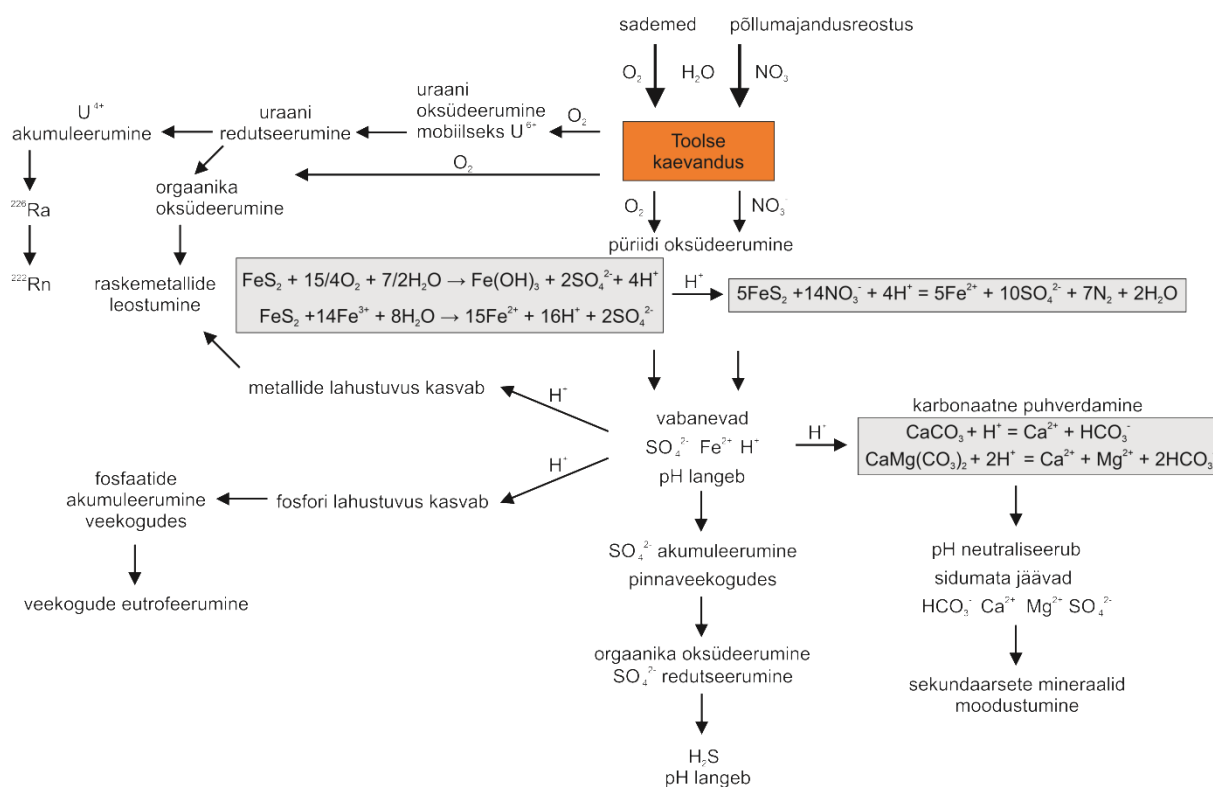 sademed
põllumajandusreostus
O₂
H₂O
NO₃
Toolse
kaevandus
O₂
uraani
oksüdeerumine
mobiilseks U⁶⁺
uraani
redutseerumine
U⁴⁺
akumuleerumine
²²⁶Ra
²²²Rn
O₂
orgaanika
oksüdeerumine
raskemetallide
leostumine
O₂
NO₃⁻
püriidi oksüdeerumine
FeS₂ + 15/4O₂ + 7/2H₂O → Fe(OH)₃ + 2SO₄²⁻+ 4H⁺
FeS₂ +14Fe³⁺ + 8H₂O → 15Fe²⁺ + 16H⁺ + 2SO₄²⁻
H⁺
5FeS₂ +14NO₃⁻ + 4H⁺ = 5Fe²⁺ + 10SO₄²⁻ + 7N₂ + 2H₂O
vabanevad
SO₄²⁻ Fe²⁺ H⁺
pH langeb
H⁺
metallide lahustuvus kasvab
H⁺
fosfori lahustuvus kasvab
fosfaatide
akumuleerumine
veekogudes
veekogude eutrofeerumine
H⁺
karbonaatne puhverdamine
CaCO₃ + H⁺ = Ca²⁺ + HCO₃⁻
CaMg(CO₃)₂ + 2H⁺ = Ca²⁺ + Mg²⁺ + 2HCO₃
pH neutraliseerub
sidumata jäävad
HCO₃⁻ Ca²⁺ Mg²⁺ SO₄²⁻
sekundaarsete mineraalid
moodustumine
SO₄²⁻ akumuleerumine
pinnaveekogudes
orgaanika oksüdeerumine
SO₄²⁻ redutseerumine
H₂S
pH langeb